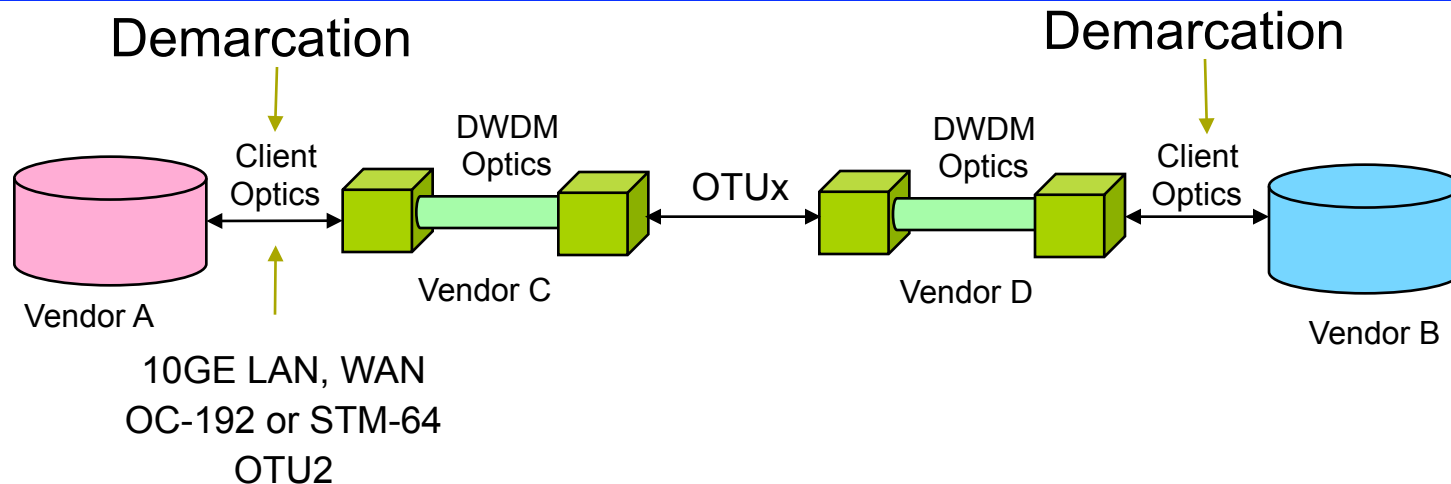 Demarcation
Demarcation
Client
Optics
DWDM
Optics
OTUx
DWDM
Optics
Client
Optics
Vendor A
Vendor C
Vendor D
Vendor B
10GE LAN, WAN
OC-192 or STM-64
OTU2